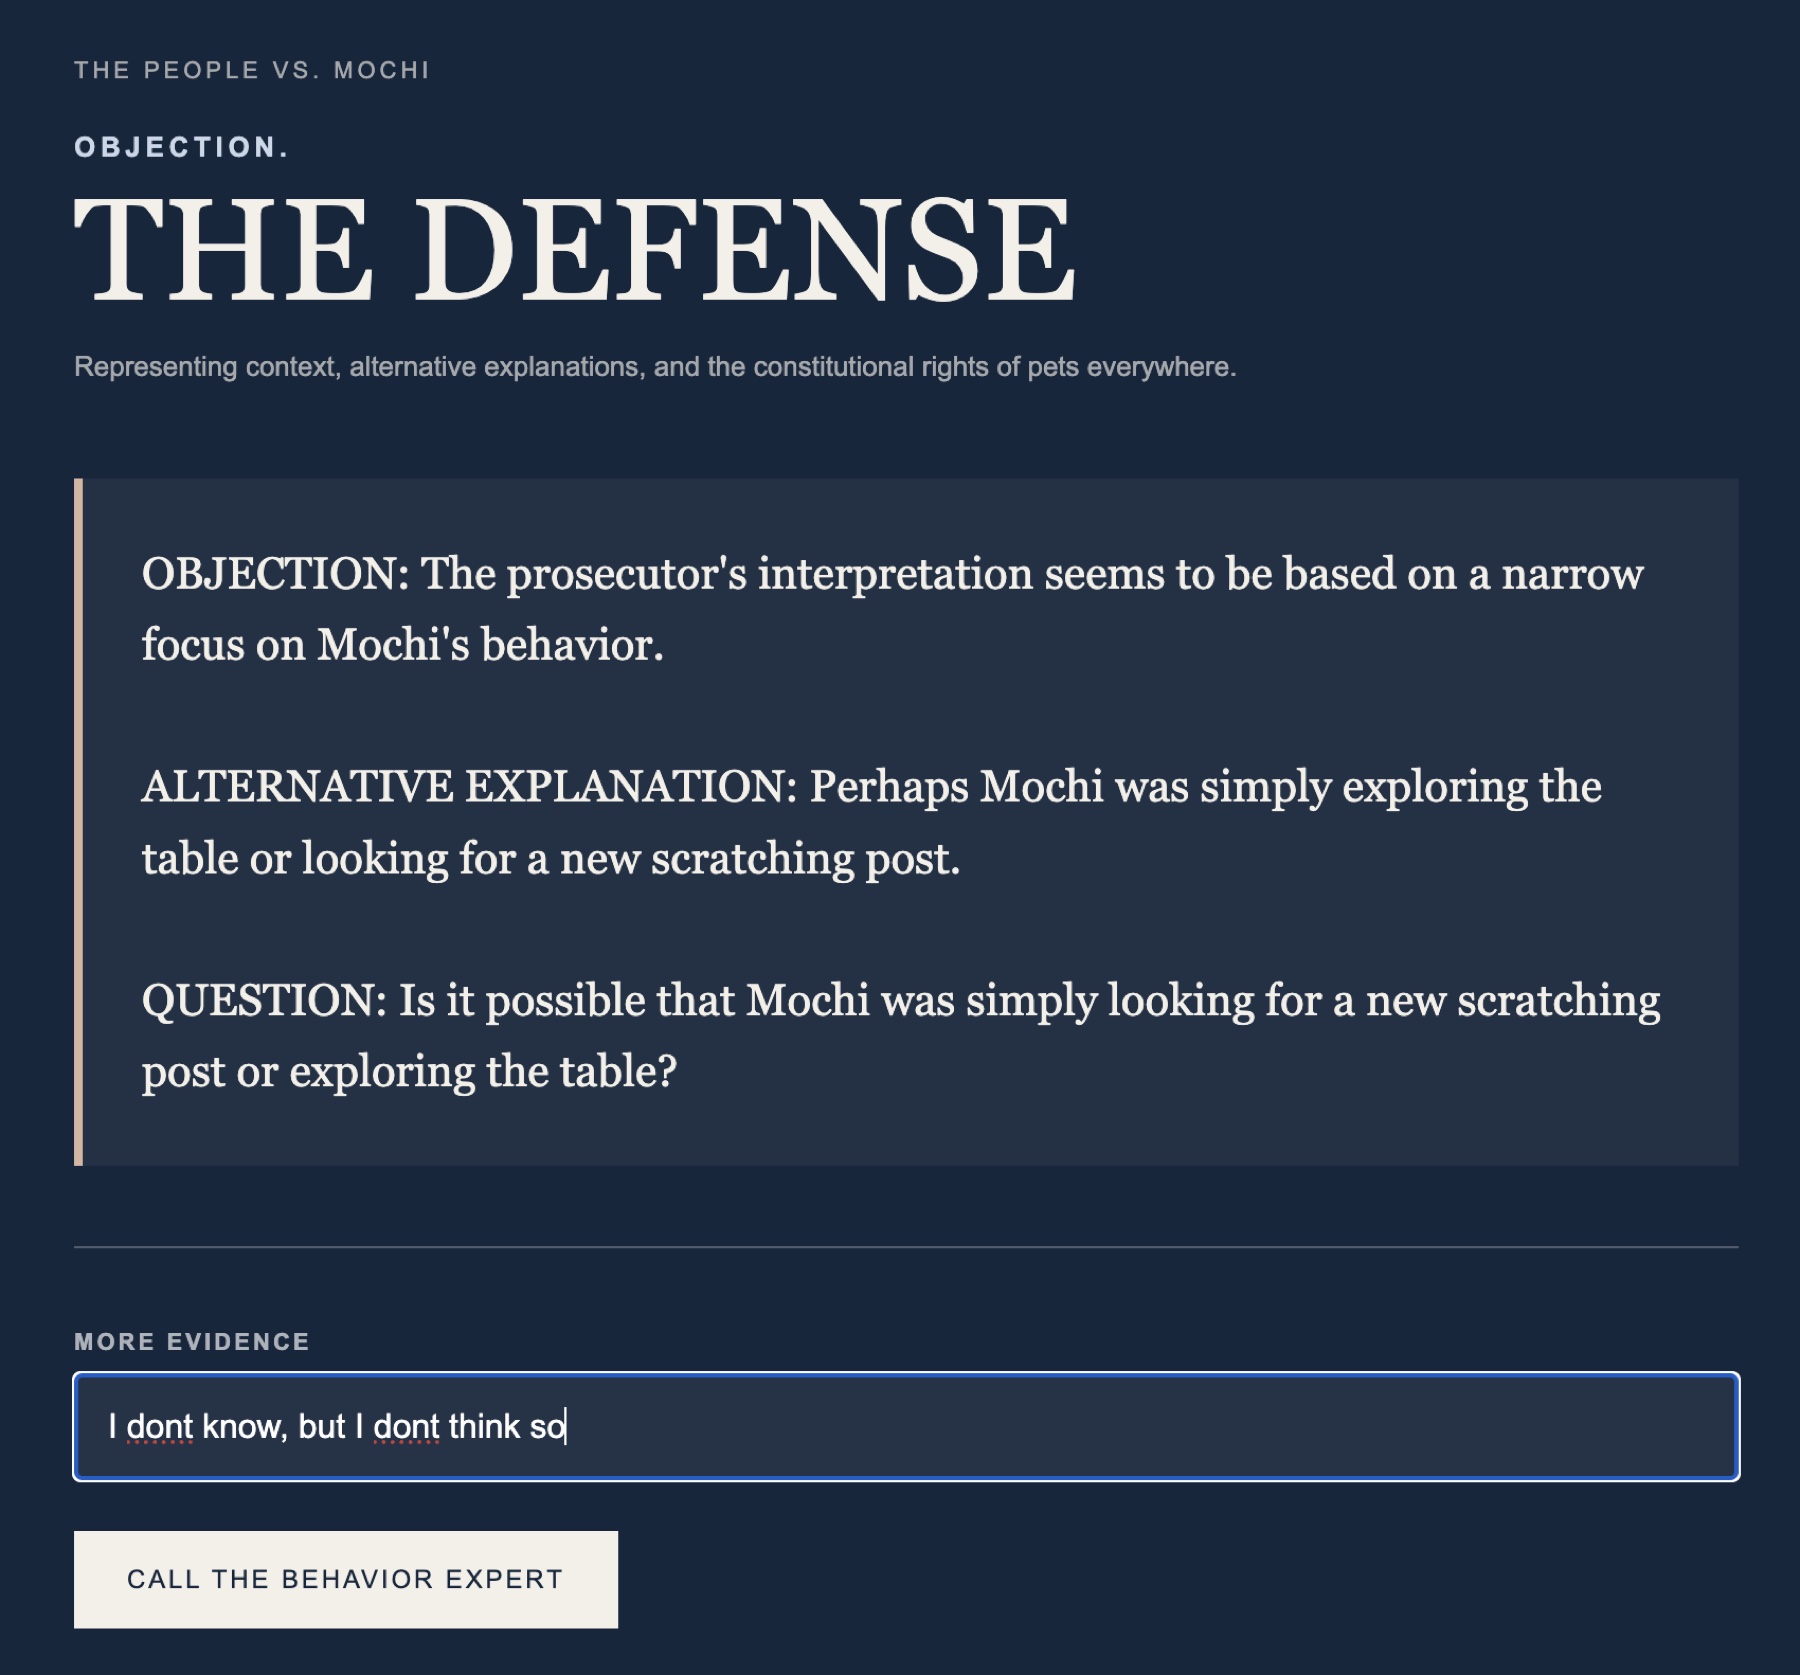 THE PEOPLE VS. MOCHI
OBJECTION.
THE DEFENSE
Representing context, alternative explanations, and the constitutional rights of pets everywhere.
OBJECTION: The prosecutor's interpretation seems to be based on a narrow
focus on Mochi's behavior.
ALTERNATIVE EXPLANATION: Perhaps Mochi was simply exploring the
table or looking for a new scratching post.
QUESTION: Is it possible that Mochi was simply looking for a new scratching
post or exploring the table?
MORE EVIDENCE
I dont know, but I dont think so
CALL THE BEHAVIOR EXPERT